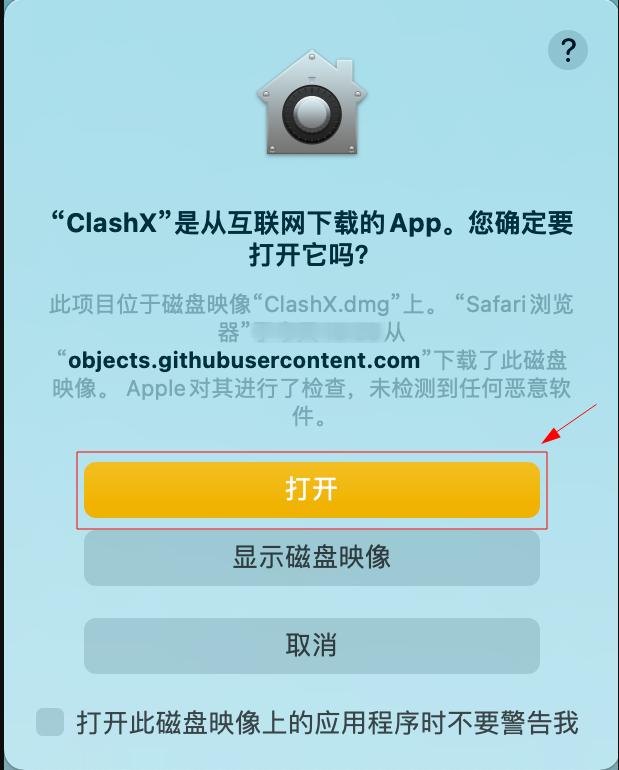 ?
“ClashX”是从互联网下载的App。您确定要
打开它吗？
此项目位于磁盘映像“ClashX.dmg”上。 “Safari浏览
器”从
“objects.githubusercontent.com”下载了此磁盘
映像。 Apple对其进行了检查，未检测到任何恶意软
件。
打开
显示磁盘映像
取消
打开此磁盘映像上的应用程序时不要警告我